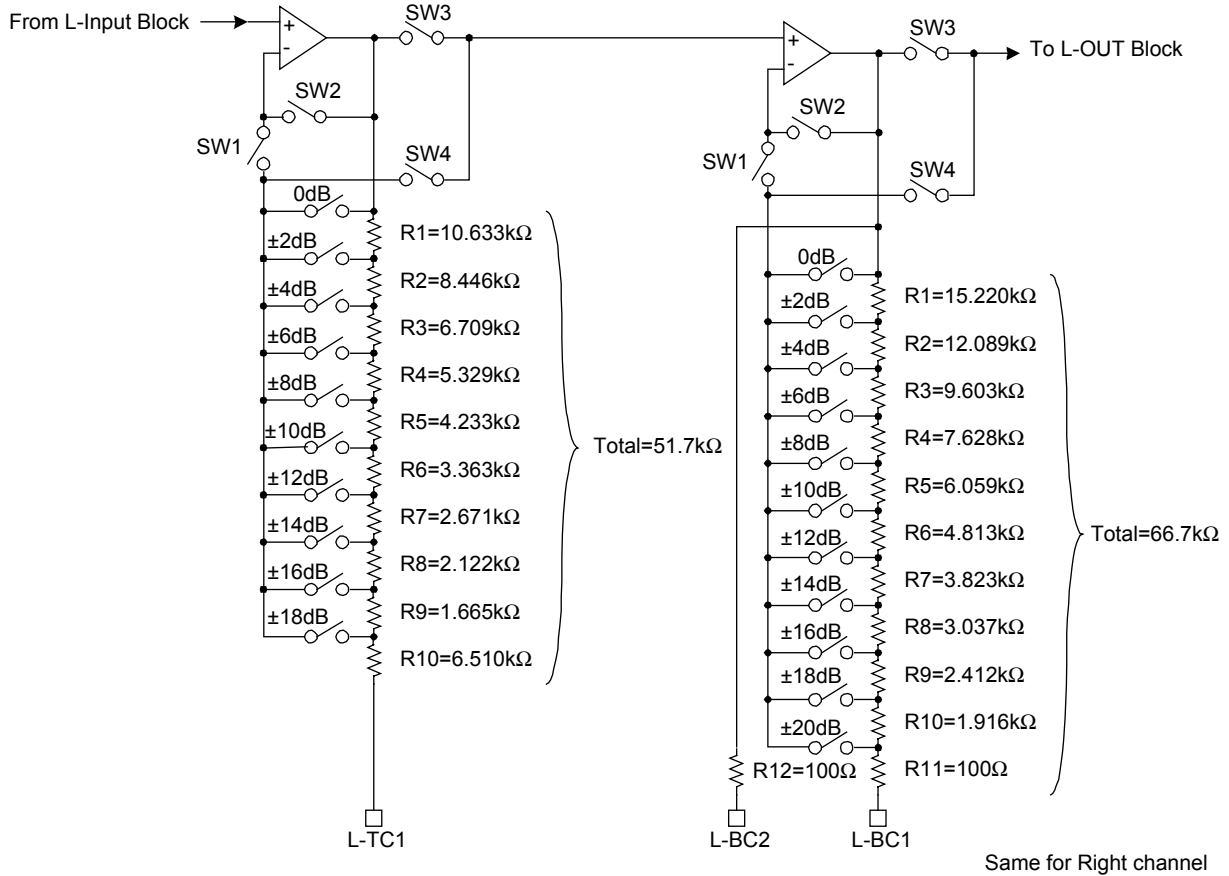 From L-Input Block
+
-
SW3
SW2
SW1
SW4
0dB
±2dB
±4dB
±6dB
±8dB
±10dB
±12dB
±14dB
±16dB
±18dB
R1=10.633kΩ
R2=8.446kΩ
R3=6.709kΩ
R4=5.329kΩ
R5=4.233kΩ
R6=3.363kΩ
R7=2.671kΩ
R8=2.122kΩ
R9=1.665kΩ
R10=6.510kΩ
Total=51.7kΩ
L-TC1
+
-
SW3
To L-OUT Block
SW2
SW1
SW4
0dB
±2dB
±4dB
±6dB
±8dB
±10dB
±12dB
±14dB
±16dB
±18dB
±20dB
R1=15.220kΩ
R2=12.089kΩ
R3=9.603kΩ
R4=7.628kΩ
R5=6.059kΩ
R6=4.813kΩ
R7=3.823kΩ
R8=3.037kΩ
R9=2.412kΩ
R10=1.916kΩ
R12=100Ω
R11=100Ω
Total=66.7kΩ
L-BC2
L-BC1
Same for Right channel